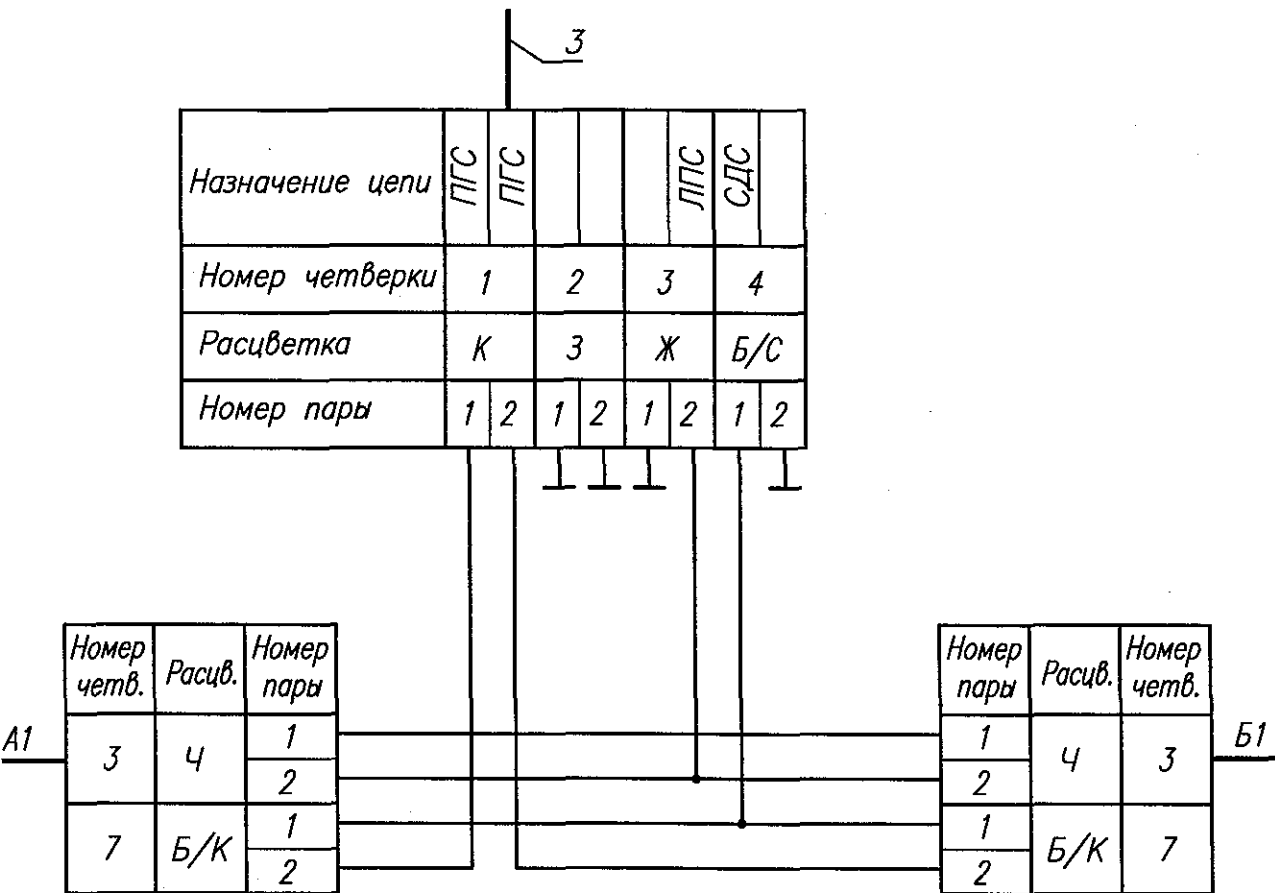 3
Назначение цепи ПГС ПГС ЛПС СДС
Номер четверки 1 2 3 4
Расцветка К З Ж Б/С
Номер пары 1 2 1 2 1 2 1 2
Номер четв. Расцв. Номер пары
А1
3 Ч 1
2
7 Б/К 1
2
Номер пары Расцв. Номер четв.
1 Ч 3
2
1 Б/К 7
2
Б1